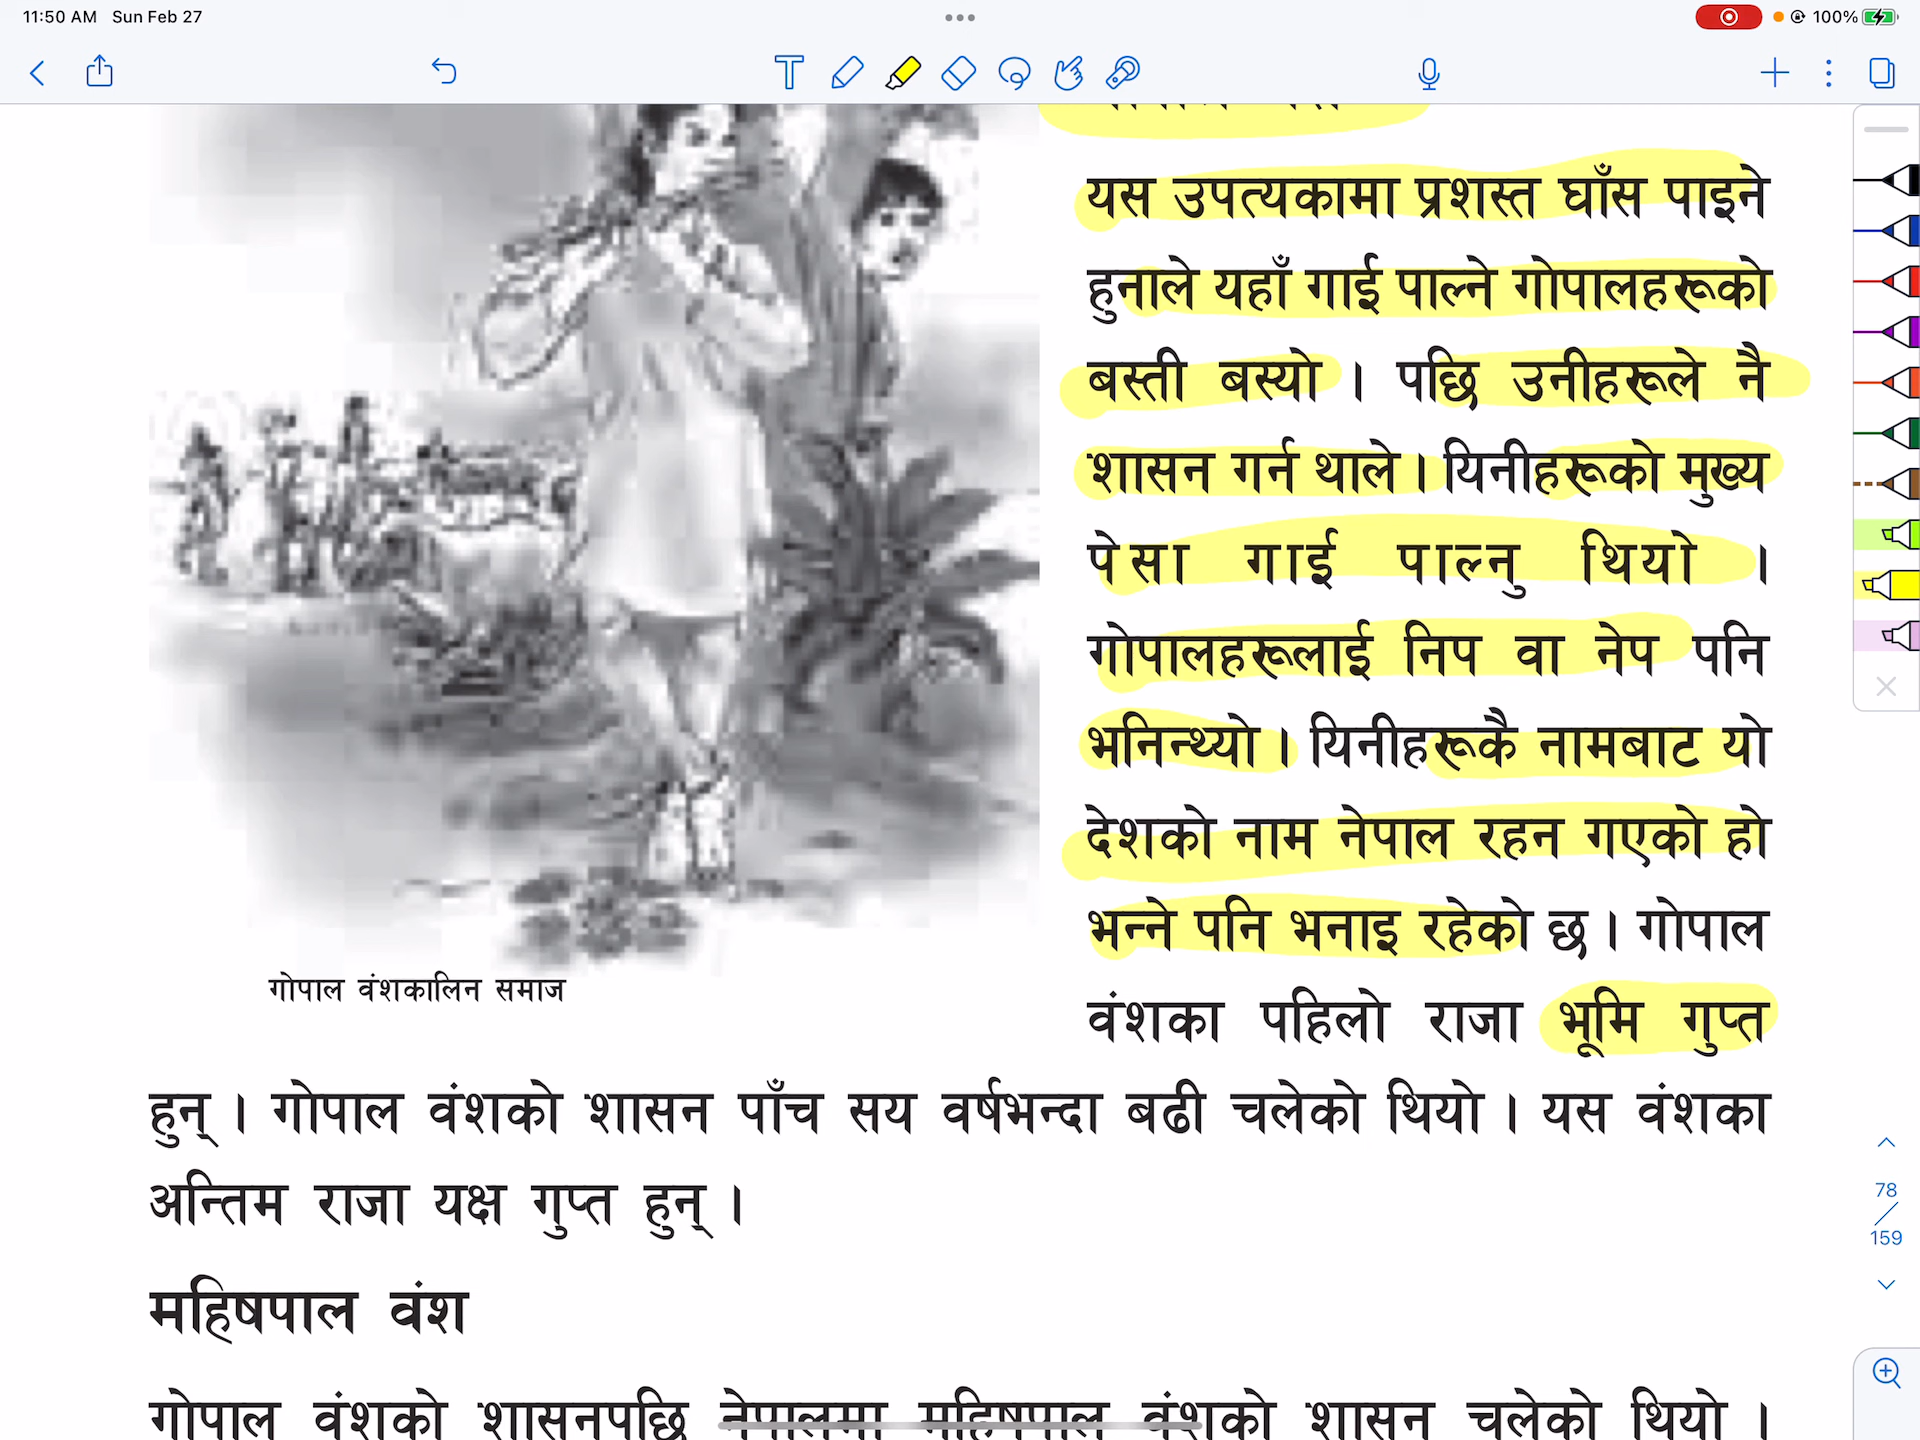 11:50 AM Sun Feb 27
100%
यस उपत्यकामा प्रशस्त घाँस पाइने
हुनाले यहाँ गाई पाल्ने गोपालहरूको
बस्ती बस्यो । पछि उनीहरूले नै
शासन गर्न थाले । यिनीहरूको मुख्य
पेसा गाई पाल्नु थियो ।
गोपालहरूलाई निप वा नेप पनि
भनिन्थ्यो । यिनीहरूकै नामबाट यो
देशको नाम नेपाल रहन गएको हो
भन्ने पनि भनाइ रहेको छ । गोपाल
वंशका पहिलो राजा भूमि गुप्त
गोपाल वंशकालिन समाज
हुन् । गोपाल वंशको शासन पाँच सय वर्षभन्दा बढी चलेको थियो । यस वंशका
अन्तिम राजा यक्ष गुप्त हुन् ।
महिषपाल वंश
गोपाल वंशको शासनपछि नेपालमा महिषपाल वंशको शासन चलेको थियो ।
78
159